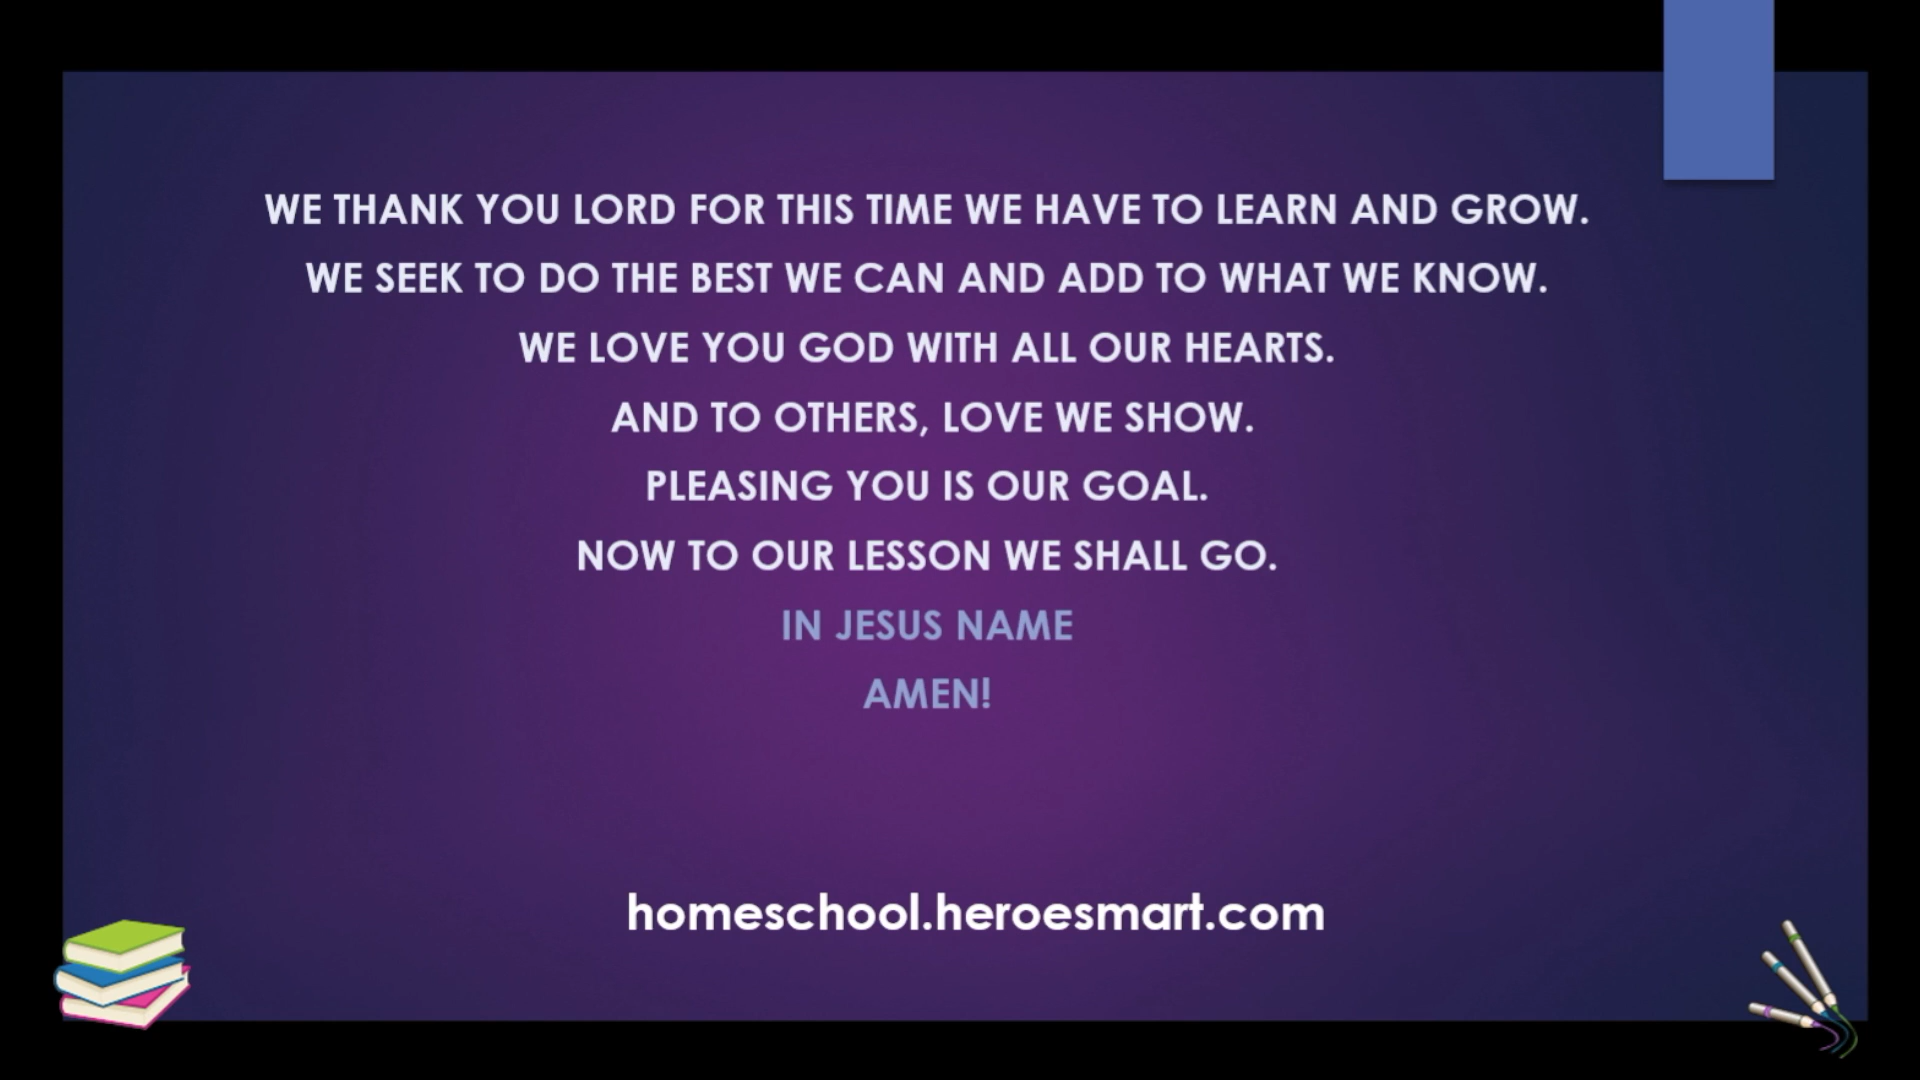 WE THANK YOU LORD FOR THIS TIME WE HAVE TO LEARN AND GROW.
WE SEEK TO DO THE BEST WE CAN AND ADD TO WHAT WE KNOW.
WE LOVE YOU GOD WITH ALL OUR HEARTS.
AND TO OTHERS, LOVE WE SHOW.
PLEASING YOU IS OUR GOAL.
NOW TO OUR LESSON WE SHALL GO.
IN JESUS NAME
AMEN!
homeschool.heroesmart.com